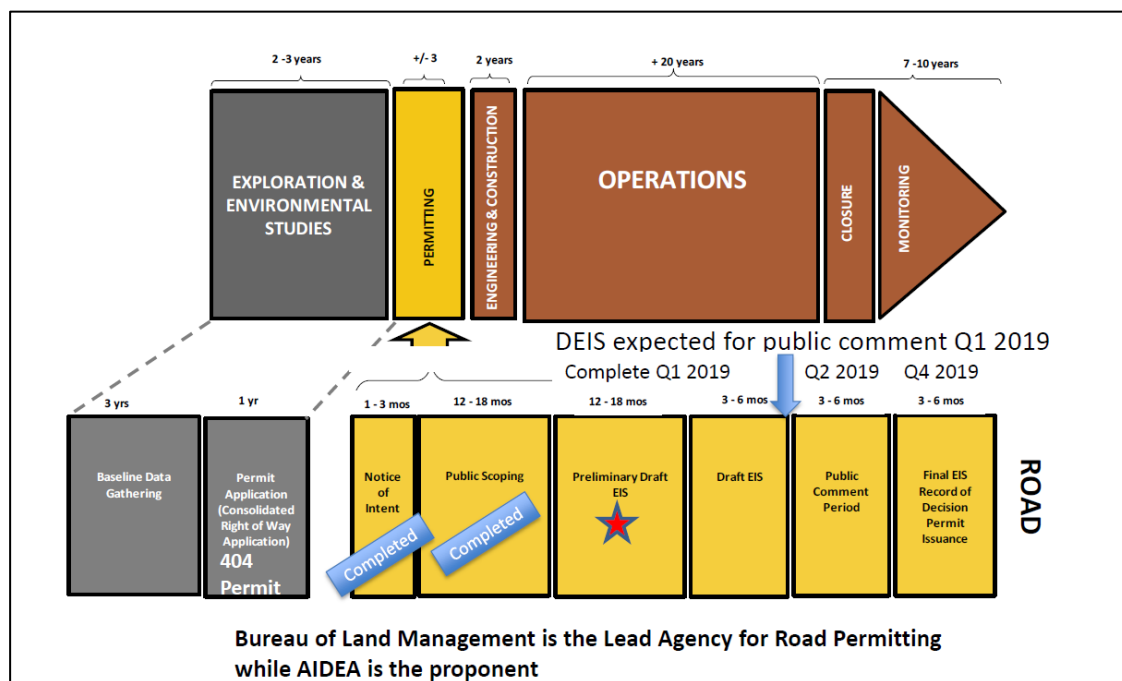 2 -3 years
+/- 3
2 years
+ 20 years
7 -10 years
EXPLORATION &
ENVIRONMENTAL
STUDIES
PERMITTING
ENGINEERING & CONSTRUCTION
OPERATIONS
CLOSURE
MONITORING
DEIS expected for public comment Q1 2019
Complete Q1 2019
Q2 2019
Q4 2019
3 yrs
1 yr
1 - 3 mos
12 - 18 mos
12 - 18 mos
3 - 6 mos
3 - 6 mos
3 - 6 mos
Baseline Data
Gathering
Permit
Application
(Consolidated
Right of Way
Application)
404
Permit
Notice
of
Intent
Completed
Public Scoping
Completed
Preliminary Draft
EIS
Draft EIS
Public
Comment
Period
Final EIS
Record of
Decision
Permit
Issuance
ROAD
Bureau of Land Management is the Lead Agency for Road Permitting
while AIDEA is the proponent